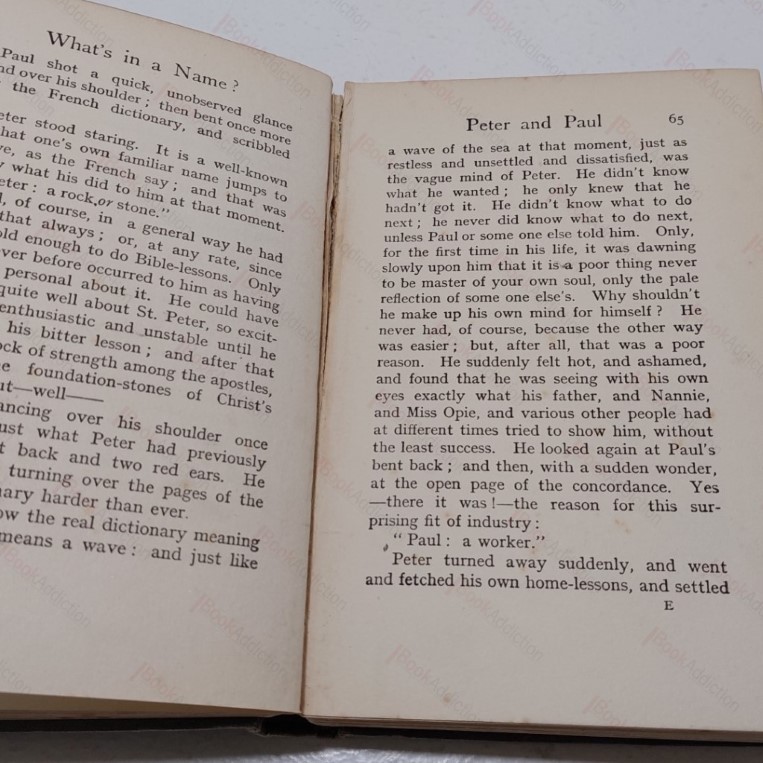 What's in a Name?
Paul shot a quick, unobserved glance
over his shoulder; then bent once more
the French dictionary, and scribbled
stood staring. It is a well-known
that one's own familiar name jumps to
as the French say; and that was
what his did to him at that moment.
a rock, or stone."
of course, in a general way he had
that always; or, at any rate, since
enough to do Bible-lessons. Only
before occurred to him as having
personal about it. He could have
quite well about St. Peter, so excit-
enthusiastic and unstable until he
his bitter lesson; and after that
of strength among the apostles,
foundation-stones of Christ's
—well——
over his shoulder once
just what Peter had previously
back and two red ears. He
turning over the pages of the
harder than ever.
the real dictionary meaning
means a wave: and just like
Peter and Paul 65
a wave of the sea at that moment, just as
restless and unsettled and dissatisfied, was
the vague mind of Peter. He didn't know
what he wanted; he only knew that he
hadn't got it. He didn't know what to do
next; he never did know what to do next,
unless Paul or some one else told him. Only,
for the first time in his life, it was dawning
slowly upon him that it is a poor thing never
to be master of your own soul, only the pale
reflection of some one else's. Why shouldn't
he make up his own mind for himself? He
never had, of course, because the other way
was easier; but, after all, that was a poor
reason. He suddenly felt hot, and ashamed,
and found that he was seeing with his own
eyes exactly what his father, and Nannie,
and Miss Opie, and various other people had
at different times tried to show him, without
the least success. He looked again at Paul's
bent back; and then, with a sudden wonder,
at the open page of the concordance. Yes
—there it was!—the reason for this sur-
prising fit of industry:
"Paul: a worker."
Peter turned away suddenly, and went
and fetched his own home-lessons, and settled
E
BookAddiction